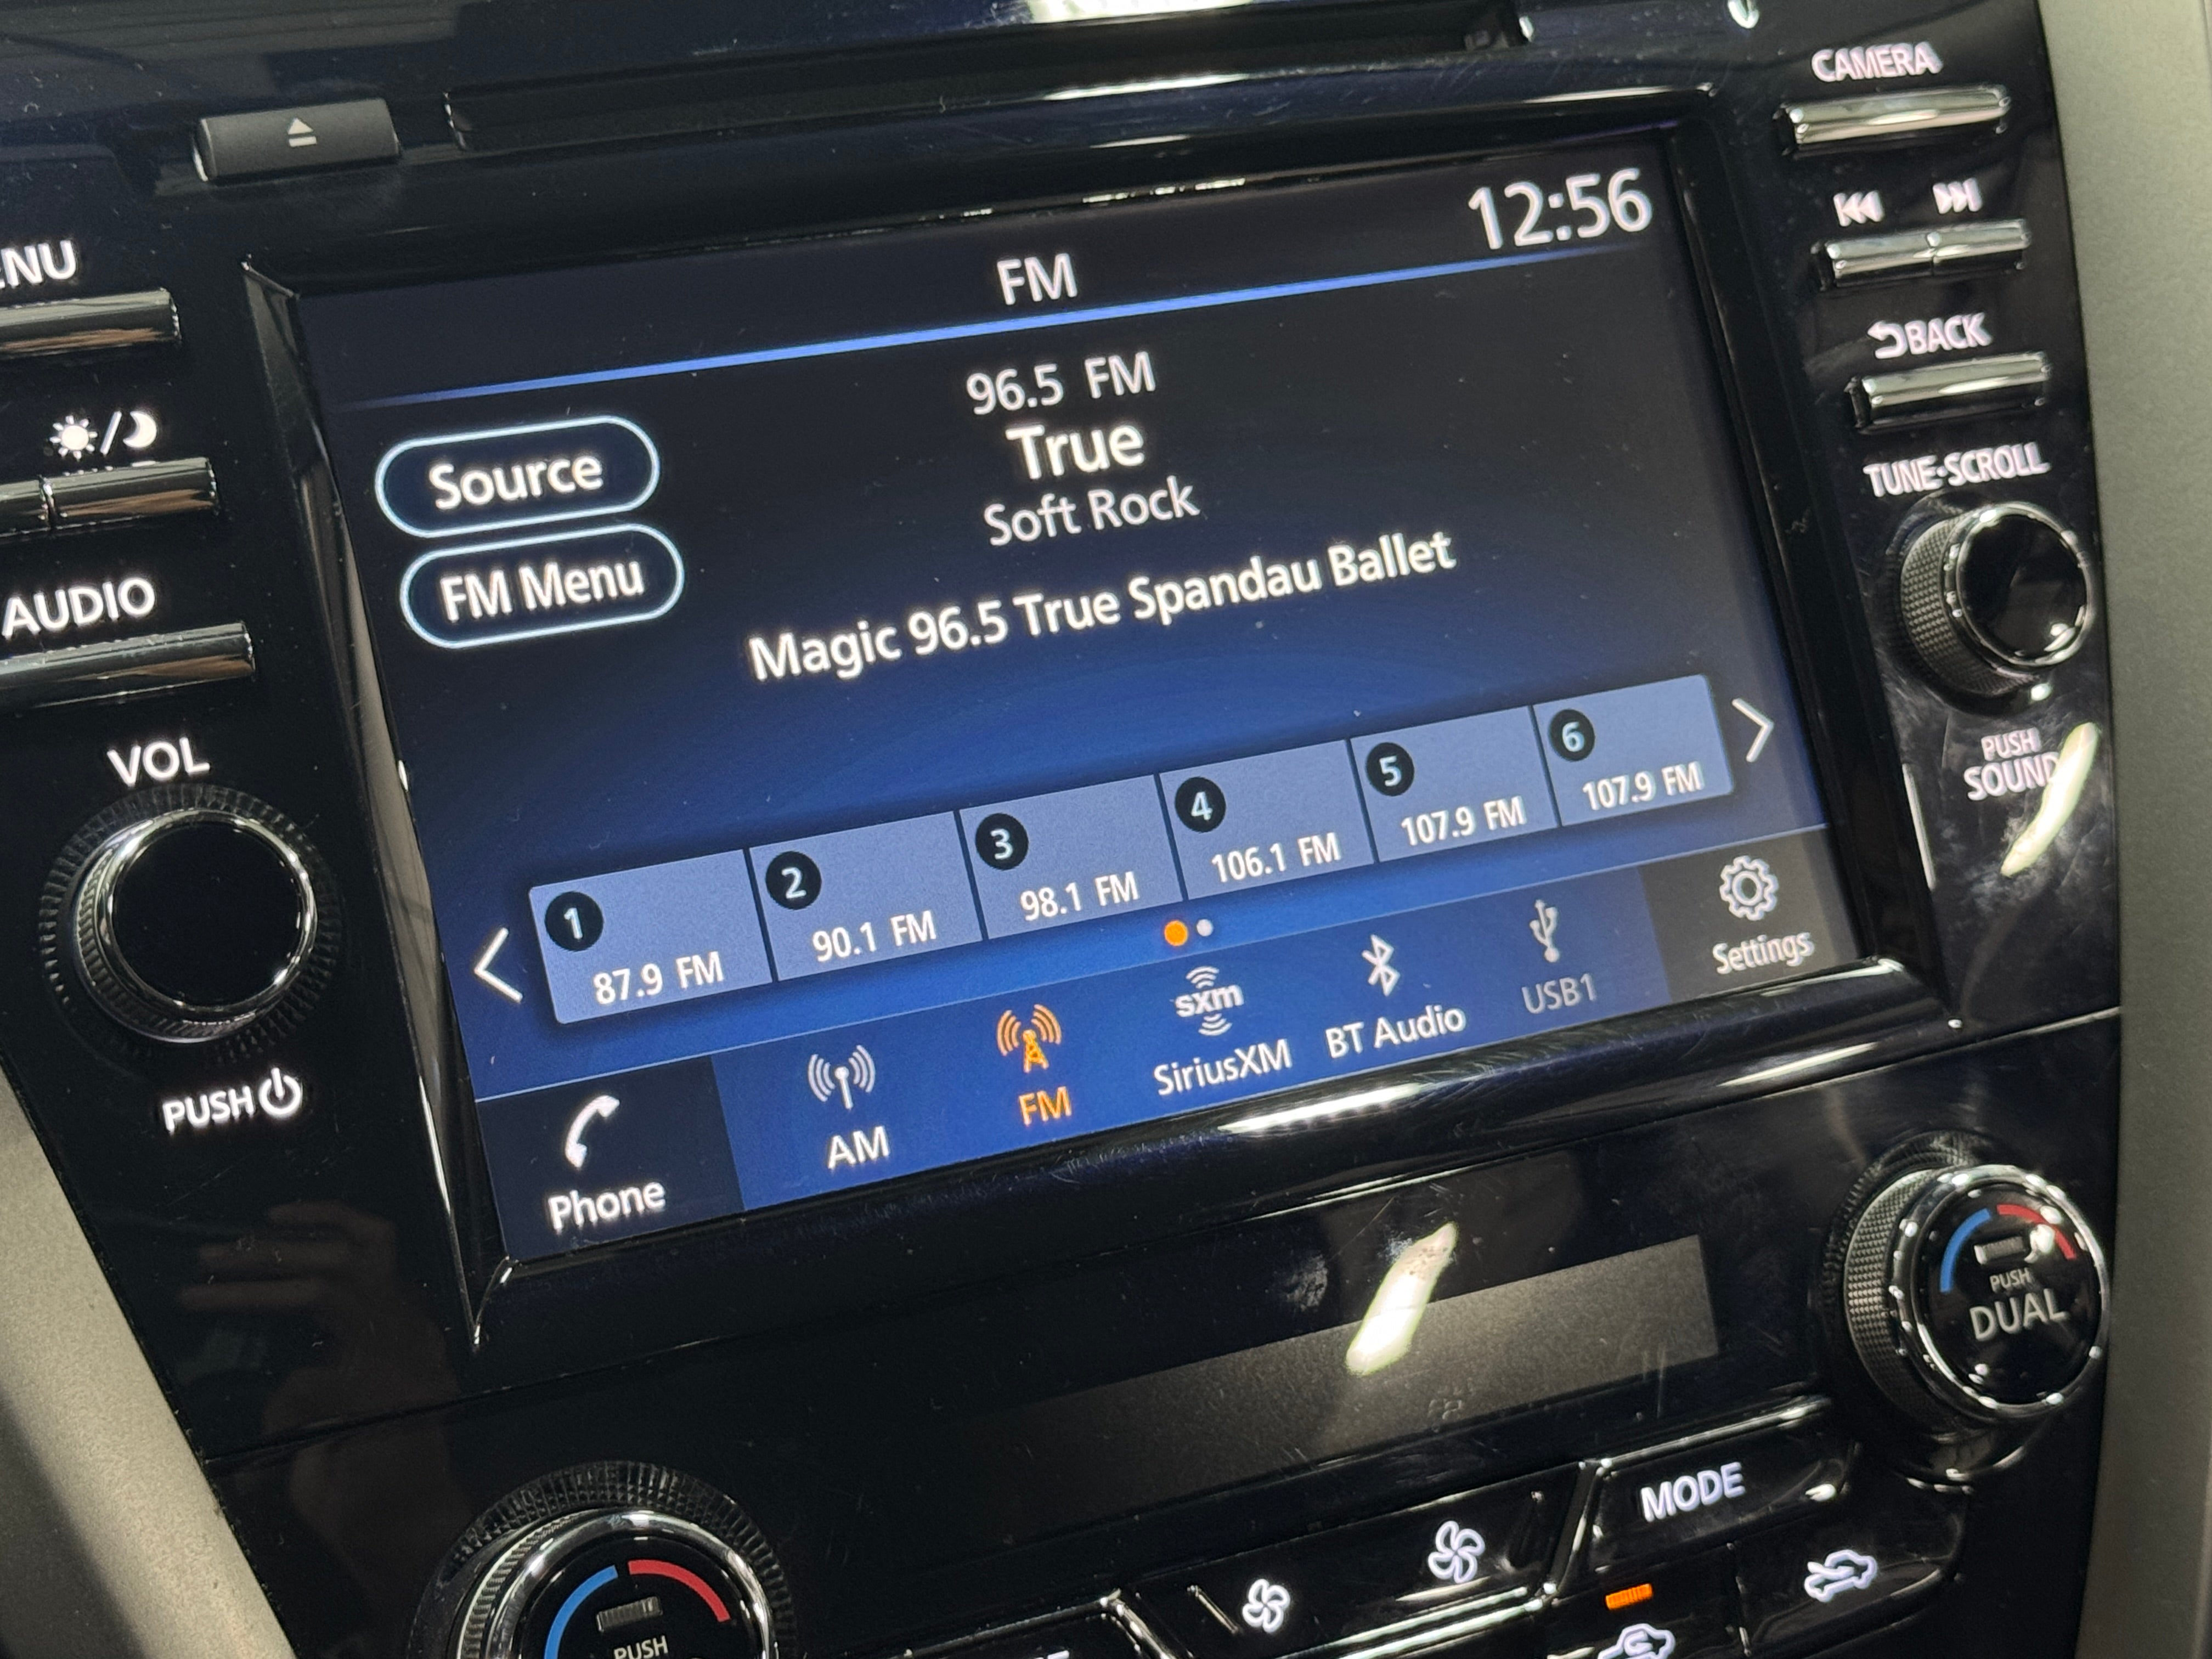 CAMERA
ENU
12:56
FM
BACK
96.5 FM
True
Soft Rock
Magic 96.5 True Spandau Ballet
Source
FM Menu
TUNE·SCROLL
AUDIO
VOL
PUSH
SOUND
1 87.9 FM
2 90.1 FM
3 98.1 FM
4 106.1 FM
5 107.9 FM
6 107.9 FM
PUSH
Phone
AM
FM
sxm
SiriusXM
BT Audio
USB1
Settings
PUSH
DUAL
MODE
PUSH